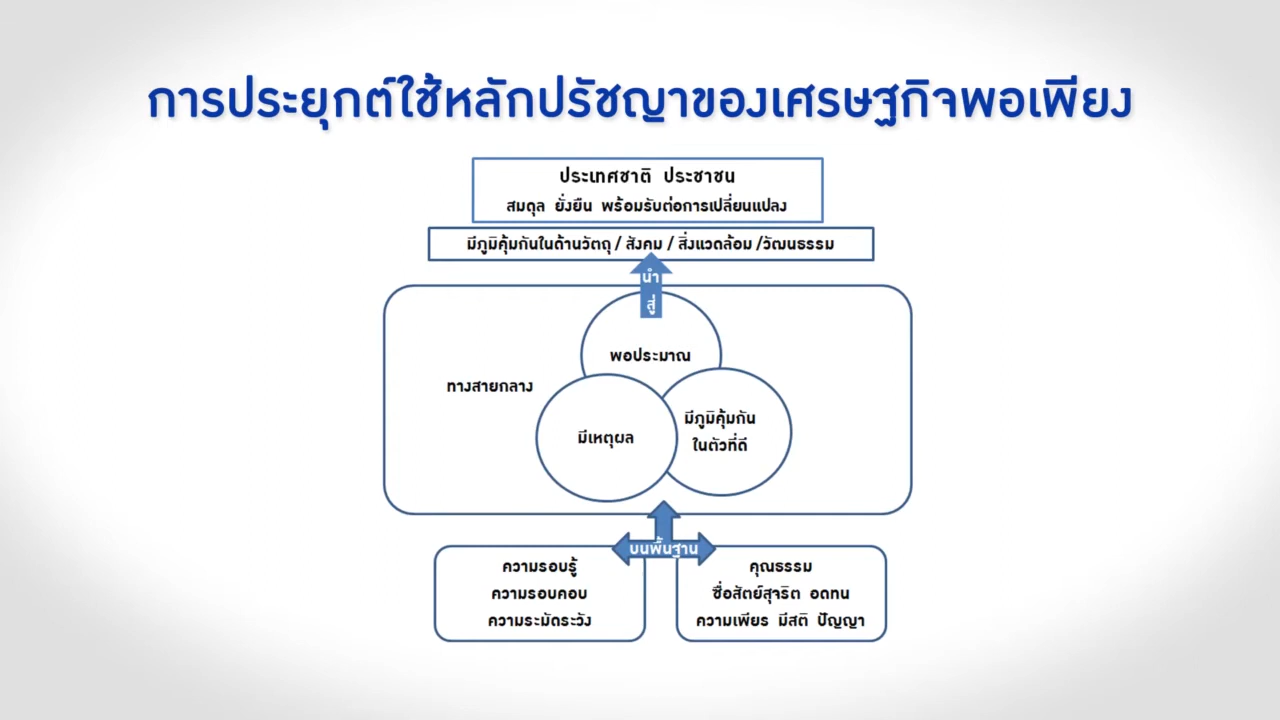 การประยุกต์ใช้หลักปรัชญาของเศรษฐกิจพอเพียง
ประเทศชาติ ประชาชน
สมดุล ยั่งยืน พร้อมรับต่อการเปลี่ยนแปลง
มีภูมิคุ้มกันในด้านวัตถุ / สังคม / สิ่งแวดล้อม /วัฒนธรรม
นำ
สู่
พอประมาณ
ทางสายกลาง
มีภูมิคุ้มกัน
ในตัวที่ดี
มีเหตุผล
บนพื้นฐาน
ความรอบรู้
ความรอบคอบ
ความระมัดระวัง
คุณธรรม
ซื่อสัตย์สุจริต อดทน
ความเพียร มีสติ ปัญญา